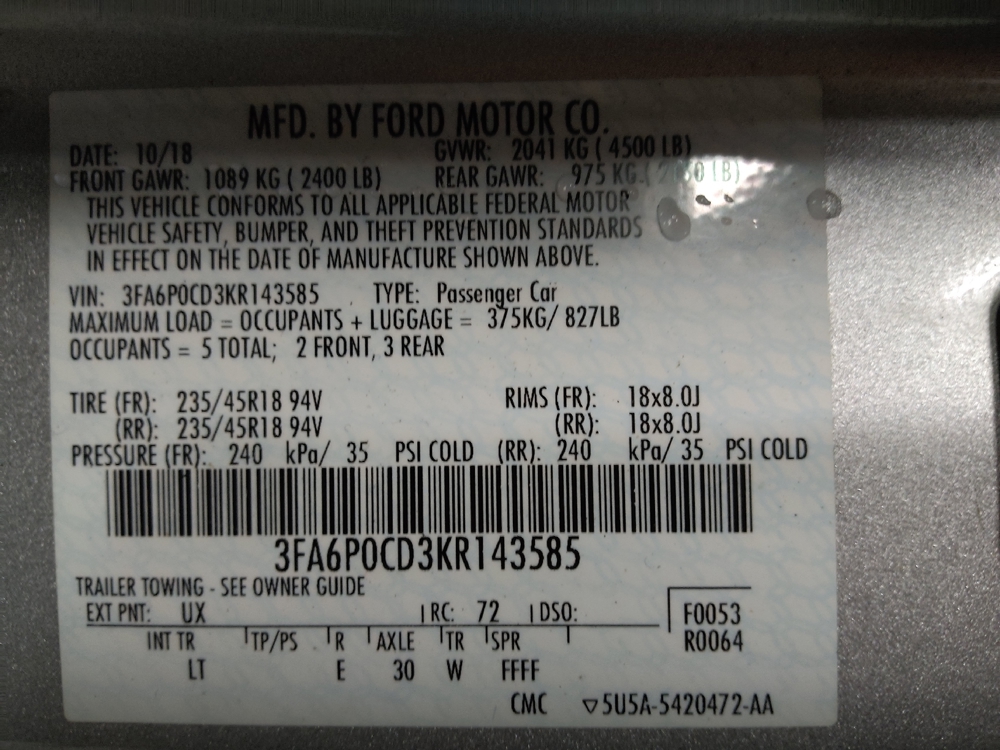 MFD. BY FORD MOTOR CO.
DATE: 10/18 GVWR: 2041 KG ( 4500 LB)
FRONT GAWR: 1089 KG ( 2400 LB) REAR GAWR: 975 KG ( LB)
THIS VEHICLE CONFORMS TO ALL APPLICABLE FEDERAL MOTOR
VEHICLE SAFETY, BUMPER, AND THEFT PREVENTION STANDARDS
IN EFFECT ON THE DATE OF MANUFACTURE SHOWN ABOVE.
VIN: 3FA6P0CD3KR143585 TYPE: Passenger Car
MAXIMUM LOAD = OCCUPANTS + LUGGAGE = 375KG/ 827LB
OCCUPANTS = 5 TOTAL; 2 FRONT, 3 REAR
TIRE (FR): 235/45R18 94V RIMS (FR): 18x8.0J
(RR): 235/45R18 94V (RR): 18x8.0J
PRESSURE (FR): 240 kPa/ 35 PSI COLD (RR): 240 kPa/ 35 PSI COLD
3FA6P0CD3KR143585
TRAILER TOWING - SEE OWNER GUIDE
EXT PNT: UX | RC: 72 | DSO: F0053
INT TR | TP/PS | R | AXLE | TR | SPR | R0064
LT E 30 W FFFF
CMC ▽5U5A-5420472-AA